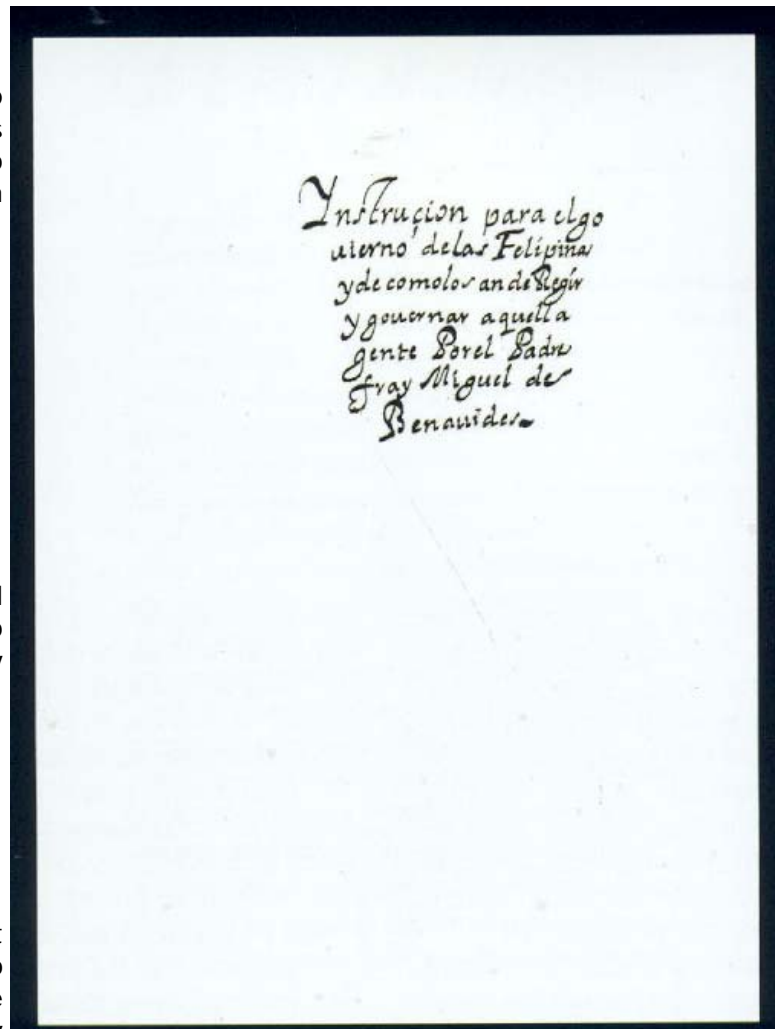 Ynstruçion para el go
uierno de las Felipinas
y de como los an de Regir
y gouernar aquella
gente Por el Padre
fray Miguel de
Benauides